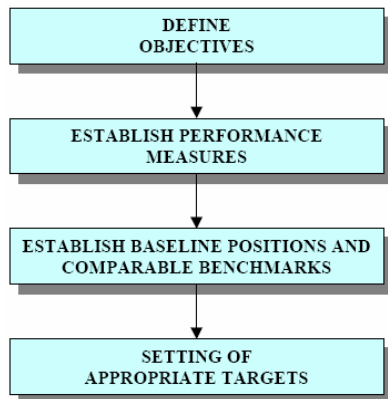 DEFINE
OBJECTIVES
ESTABLISH PERFORMANCE
MEASURES
ESTABLISH BASELINE POSITIONS AND
COMPARABLE BENCHMARKS
SETTING OF
APPROPRIATE TARGETS